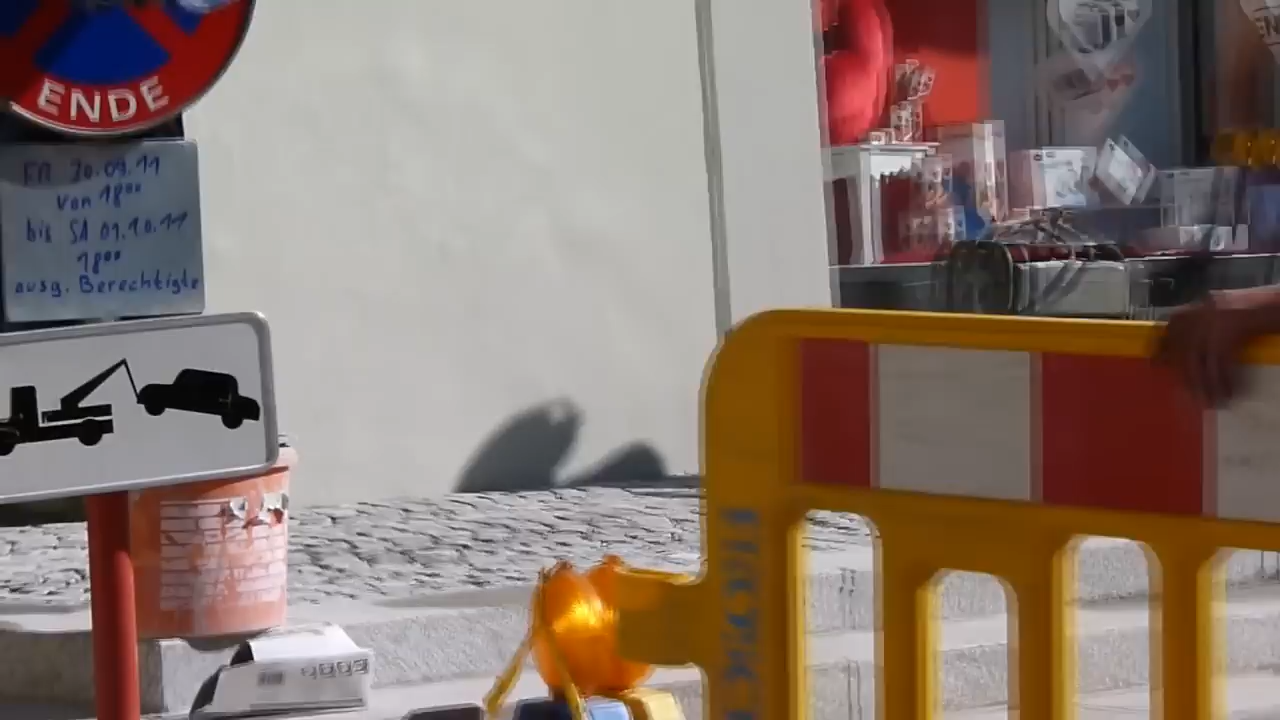 ENDE
FR 30.09.11
von 18⁰⁰
bis SA 01.10.11
18⁰⁰
ausg. Berechtigte